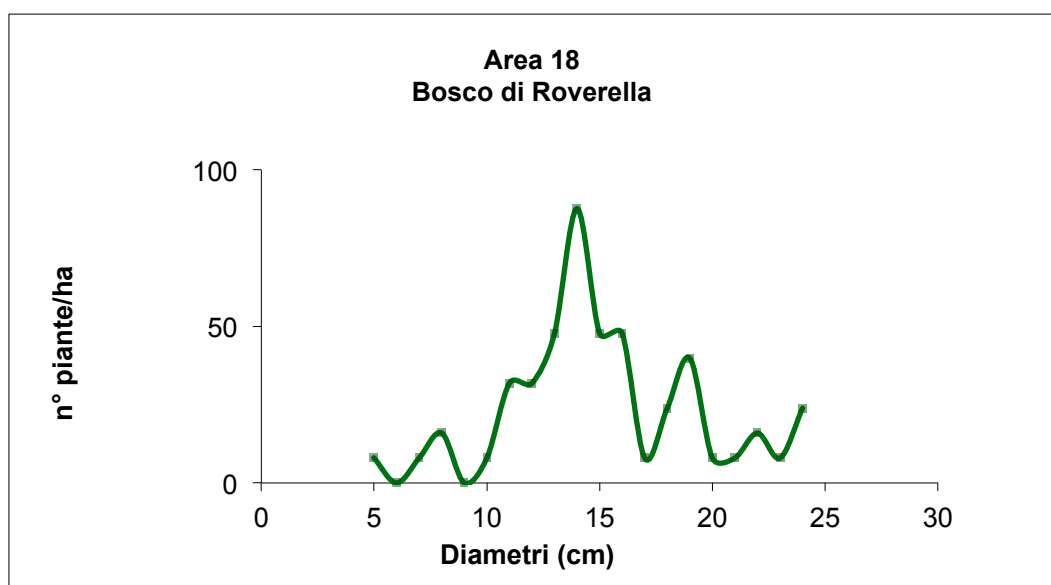 Area 18
Bosco di Roverella
100
50
0
n° piante/ha
0 5 10 15 20 25 30
Diametri (cm)